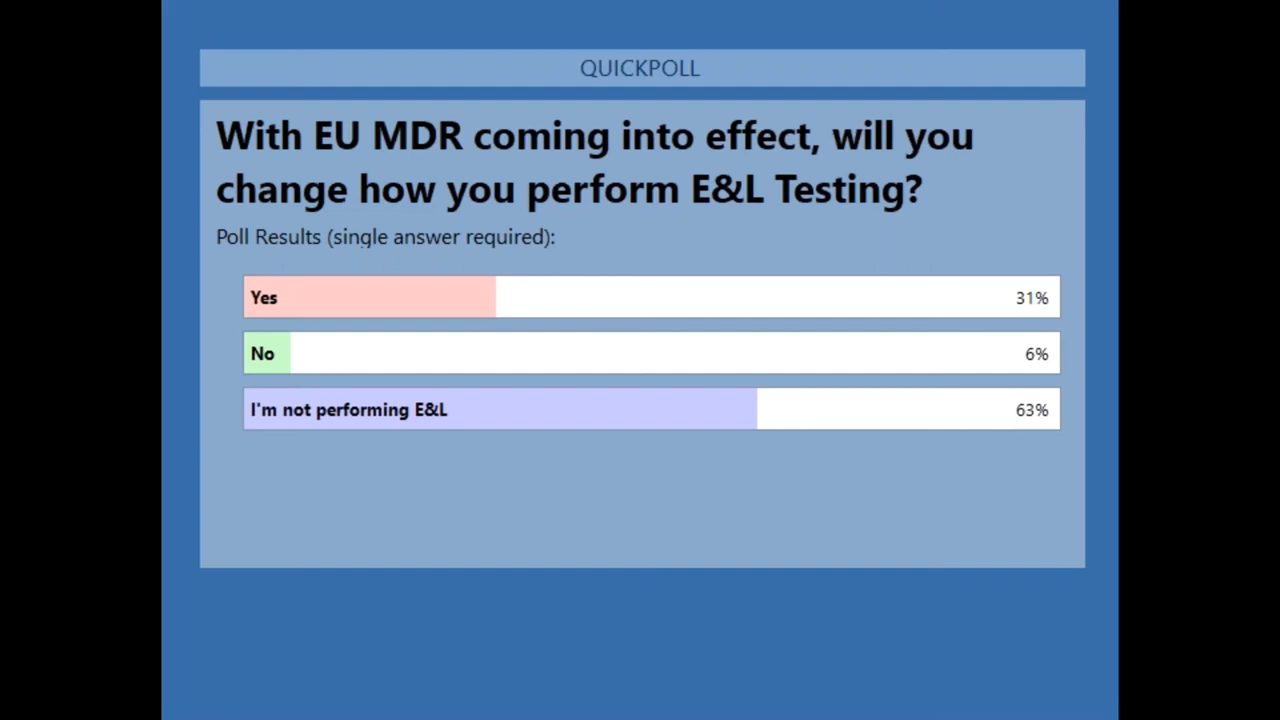 QUICKPOLL
With EU MDR coming into effect, will you
change how you perform E&L Testing?
Poll Results (single answer required):
Yes 31%
No 6%
I'm not performing E&L 63%